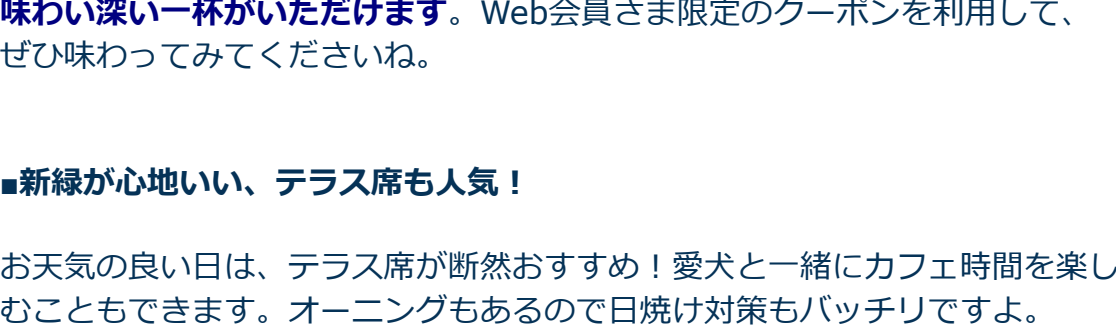 味わい深い一杯がいただけます。Web会員さま限定のクーポンを利用して、
ぜひ味わってみてくださいね。
■新緑が心地いい、テラス席も人気！
お天気の良い日は、テラス席が断然おすすめ！愛犬と一緒にカフェ時間を楽し
むこともできます。オーニングもあるので日焼け対策もバッチリですよ。